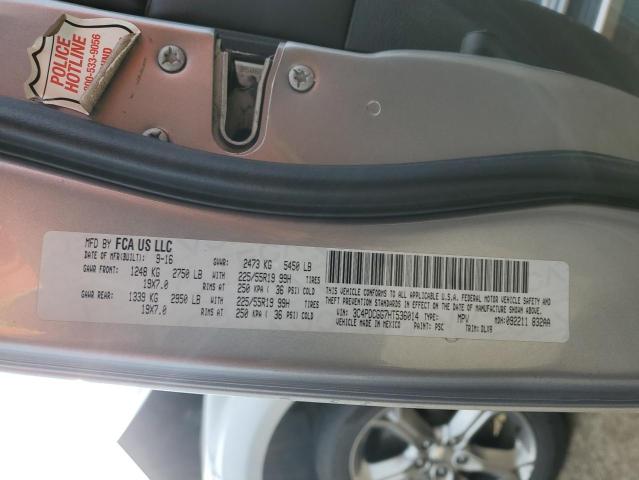 POLICE
HOTLINE
800-533-9056
MFD BY FCA US LLC
DATE OF MFR(BUILT): 9-16 GVWR: 2473 KG 5450 LB
GAWR FRONT: 1248 KG 2750 LB WITH 225/55R19 99H TIRES
19X7.0 RIMS AT 250 KPA ( 36 PSI) COLD
GAWR REAR: 1339 KG 2950 LB WITH 225/55R19 99H TIRES
19X7.0 RIMS AT 250 KPA ( 36 PSI) COLD
THIS VEHICLE CONFORMS TO ALL APPLICABLE U.S.A. FEDERAL MOTOR VEHICLE SAFETY, BUMPER, AND
THEFT PREVENTION STANDARDS IN EFFECT ON THE DATE OF MANUFACTURE SHOWN ABOVE.
VIN: 3C4PDCGG7HT536014 TYPE: MPV MDH: 092211 832AA
MADE IN MEXICO PAINT: PSC TRIM: DLX9